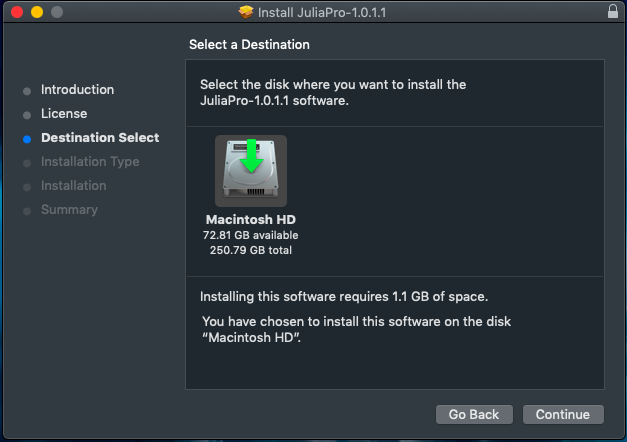 Install JuliaPro-1.0.1.1
Select a Destination
Introduction
License
Destination Select
Installation Type
Installation
Summary
Select the disk where you want to install the
JuliaPro-1.0.1.1 software.
Macintosh HD
72.81 GB available
250.79 GB total
Installing this software requires 1.1 GB of space.
You have chosen to install this software on the disk
“Macintosh HD”.
Go Back
Continue